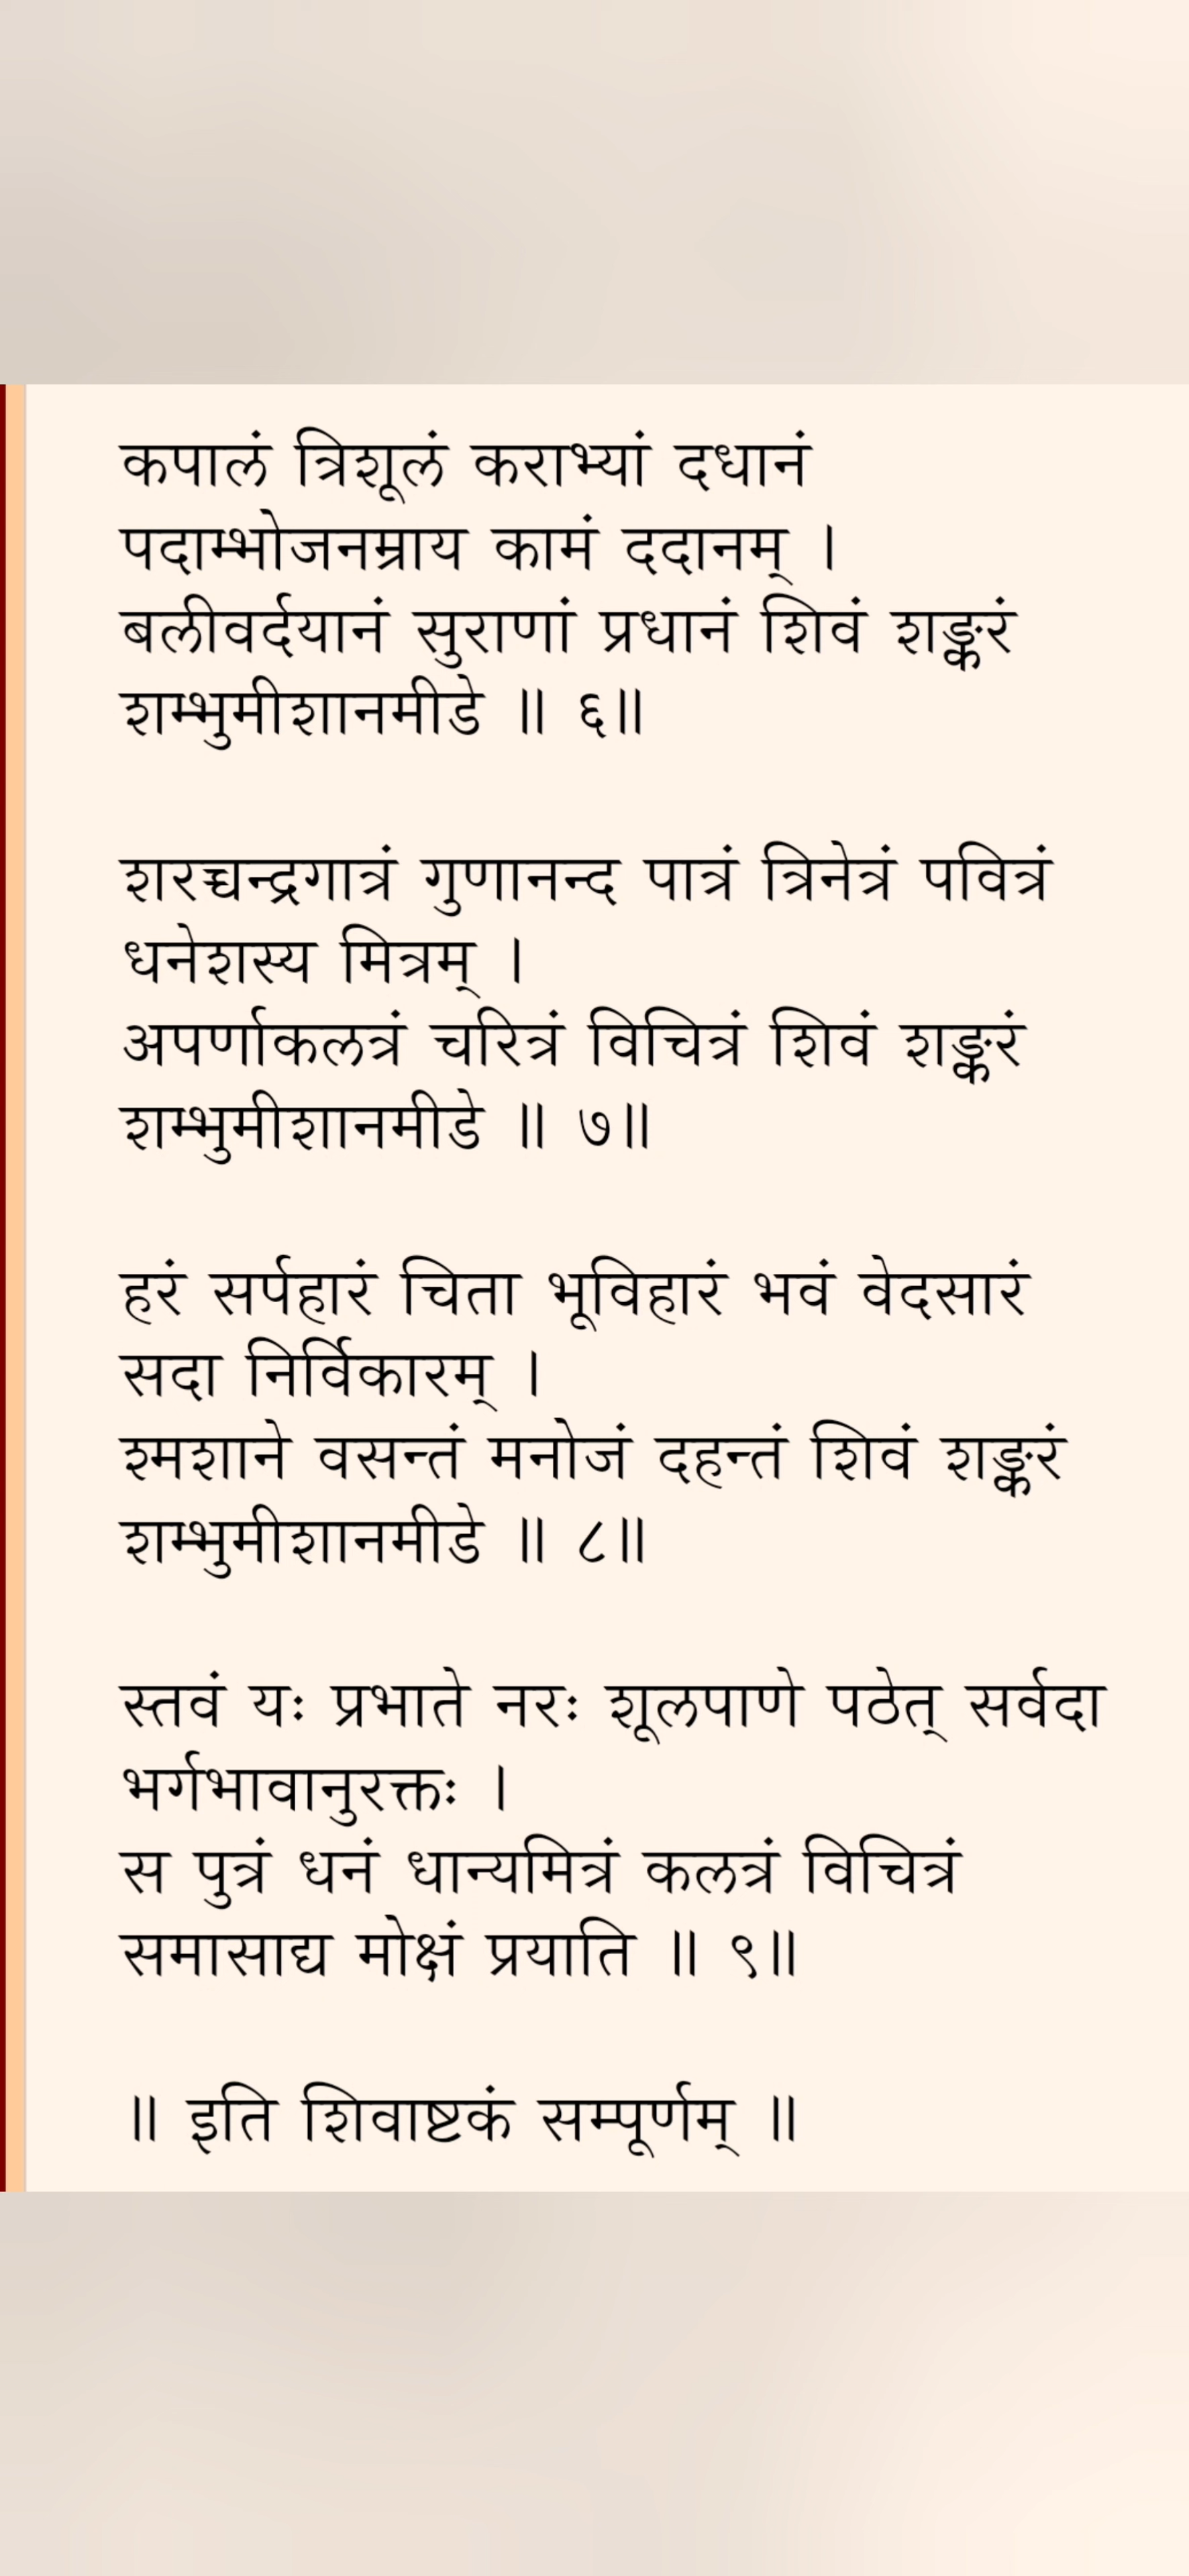 कपालं त्रिशूलं कराभ्यां दधानं
पदाम्भोजनम्राय कामं ददानम् ।
बलीवर्दयानं सुराणां प्रधानं शिवं शङ्करं
शम्भुमीशानमीडे ॥ ६॥
शरच्चन्द्रगात्रं गुणानन्द पात्रं त्रिनेत्रं पवित्रं
धनेशस्य मित्रम् ।
अपर्णाकलत्रं चरित्रं विचित्रं शिवं शङ्करं
शम्भुमीशानमीडे ॥ ७॥
हरं सर्पहारं चिता भूविहारं भवं वेदसारं
सदा निर्विकारम् ।
श्मशाने वसन्तं मनोजं दहन्तं शिवं शङ्करं
शम्भुमीशानमीडे ॥ ८॥
स्तवं यः प्रभाते नरः शूलपाणे पठेत् सर्वदा
भर्गभावानुरक्तः ।
स पुत्रं धनं धान्यमित्रं कलत्रं विचित्रं
समासाद्य मोक्षं प्रयाति ॥ ९॥
॥ इति शिवाष्टकं सम्पूर्णम् ॥